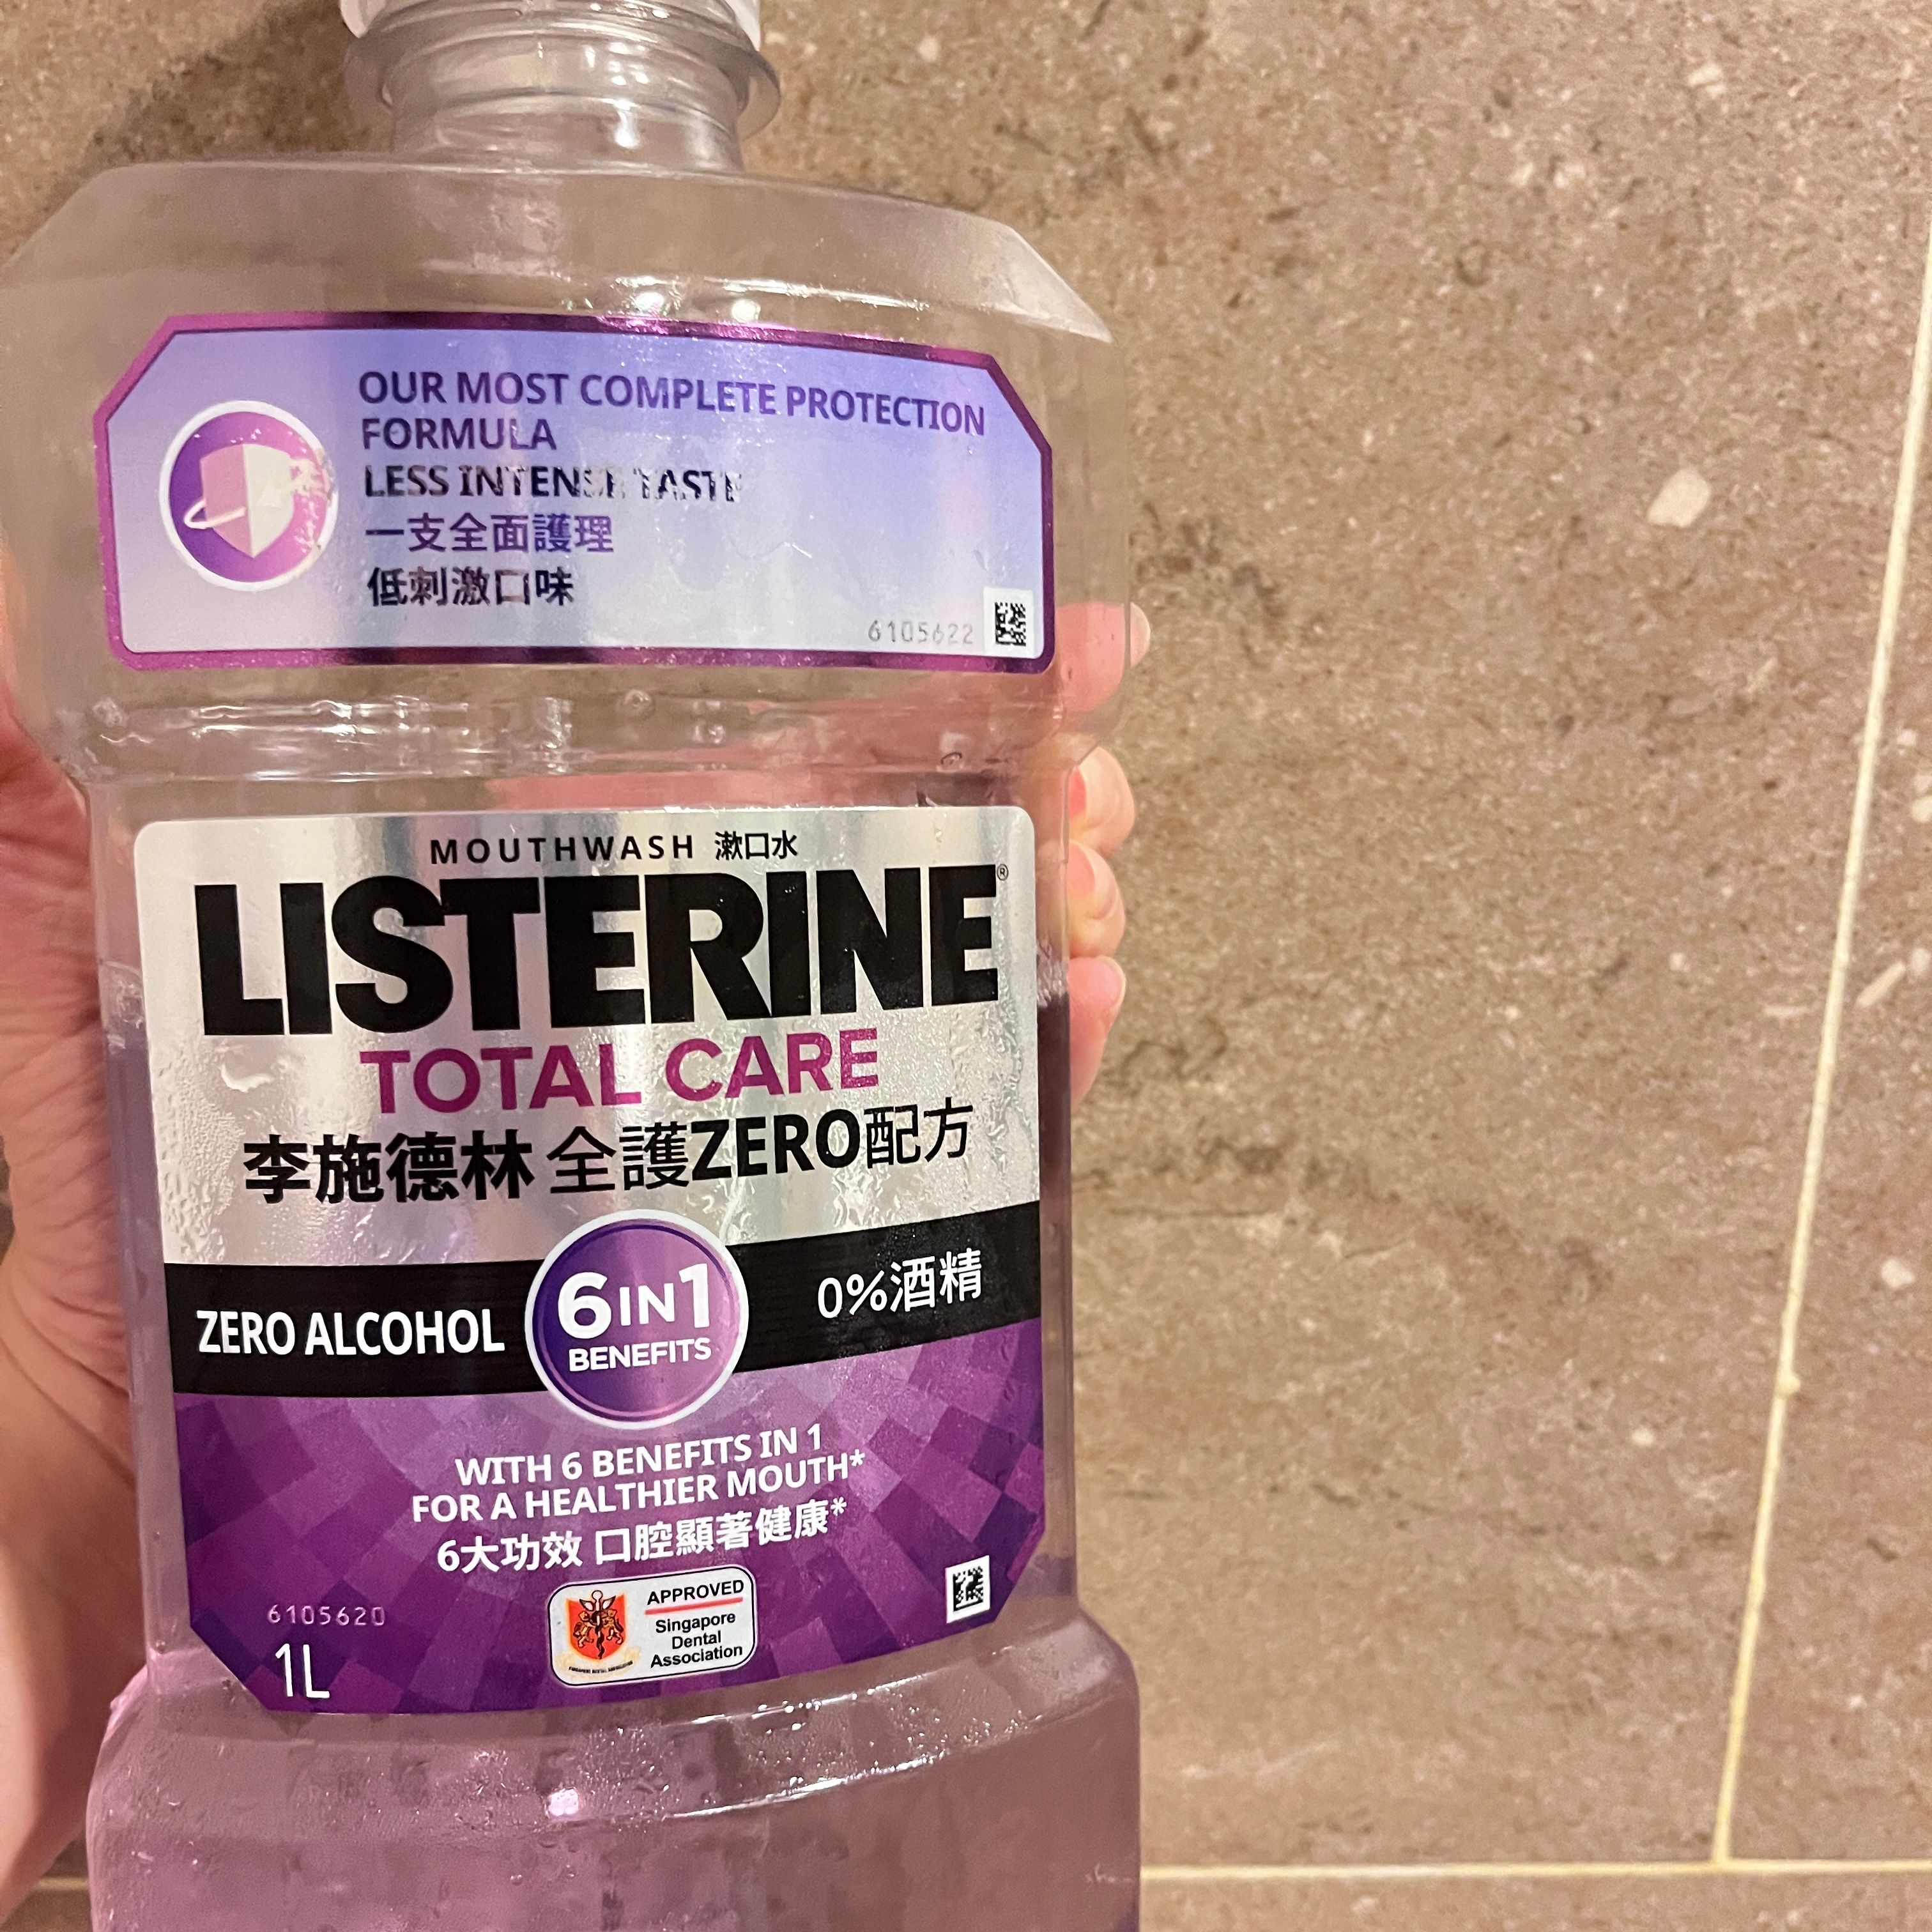 OUR MOST COMPLETE PROTECTION
FORMULA
LESS INTENSE TASTE
一支全面護理
低刺激口味
6105622
MOUTHWASH 漱口水
LISTERINE®
TOTAL CARE
李施德林 全護ZERO配方
ZERO ALCOHOL
6IN1
BENEFITS
0%酒精
WITH 6 BENEFITS IN 1
FOR A HEALTHIER MOUTH*
6大功效 口腔顯著健康*
6105620
1L
APPROVED
Singapore
Dental
Association